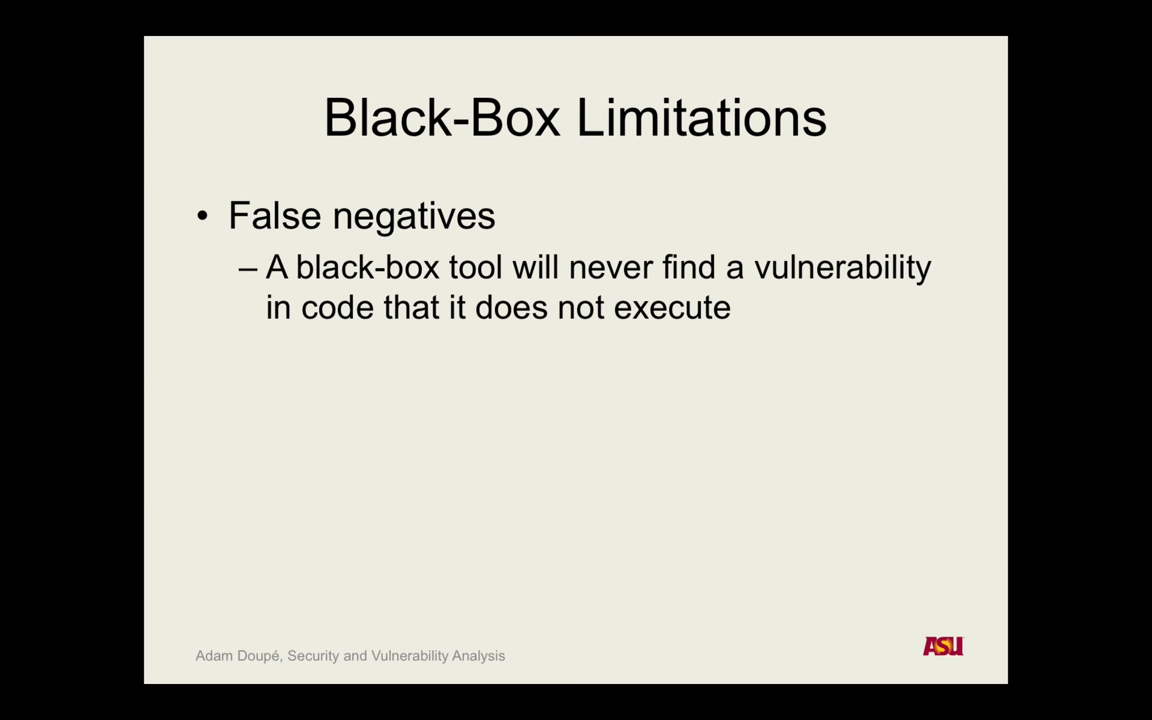 Black-Box Limitations
• False negatives
– A black-box tool will never find a vulnerability
in code that it does not execute
Adam Doupé, Security and Vulnerability Analysis
ASU